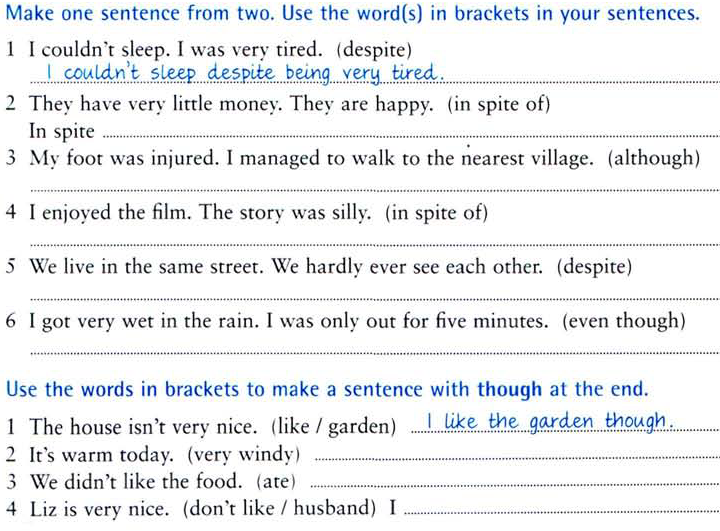 Make one sentence from two. Use the word(s) in brackets in your sentences.
1 I couldn't sleep. I was very tired. (despite)
I couldn't sleep despite being very tired.
2 They have very little money. They are happy. (in spite of)
In spite
3 My foot was injured. I managed to walk to the nearest village. (although)
4 I enjoyed the film. The story was silly. (in spite of)
5 We live in the same street. We hardly ever see each other. (despite)
6 I got very wet in the rain. I was only out for five minutes. (even though)
Use the words in brackets to make a sentence with though at the end.
1 The house isn't very nice. (like / garden) I like the garden though.
2 It's warm today. (very windy)
3 We didn't like the food. (ate)
4 Liz is very nice. (don't like / husband) I